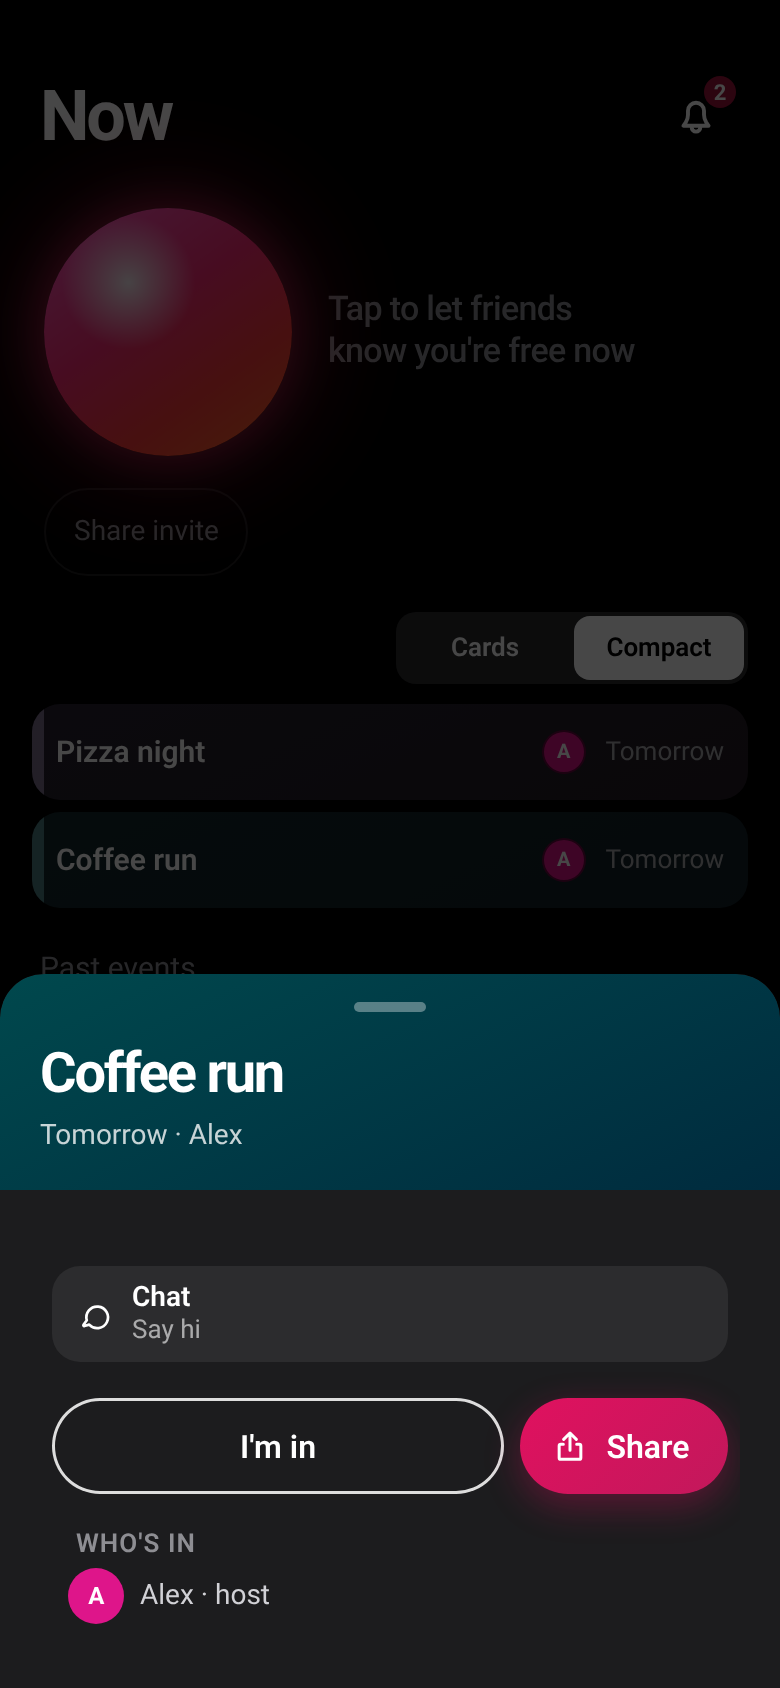 Now
2
Tap to let friends
know you're free now
Share invite
Cards
Compact
Pizza night
A
Tomorrow
Coffee run
A
Tomorrow
Past events
Coffee run
Tomorrow · Alex
Chat
Say hi
I'm in
Share
WHO'S IN
A
Alex · host